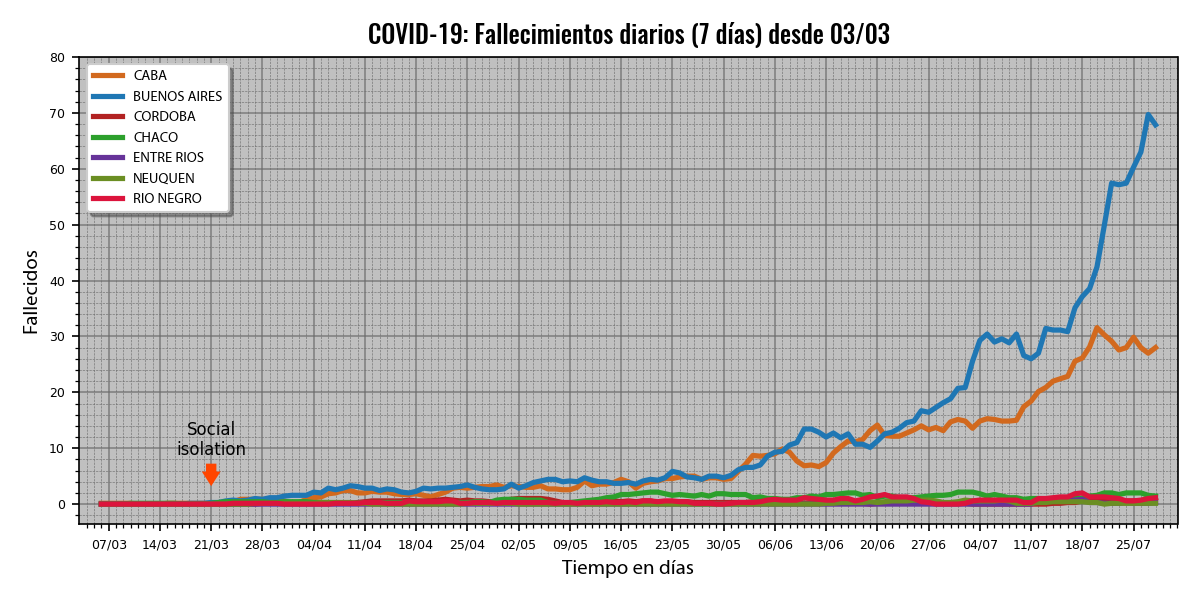 COVID-19: Fallecimientos diarios (7 días) desde 03/03
80
70
60
50
40
30
20
10
0
Fallecidos
CABA
BUENOS AIRES
CORDOBA
CHACO
ENTRE RIOS
NEUQUEN
RIO NEGRO
Social
isolation
07/03 14/03 21/03 28/03 04/04 11/04 18/04 25/04 02/05 09/05 16/05 23/05 30/05 06/06 13/06 20/06 27/06 04/07 11/07 18/07 25/07
Tiempo en días